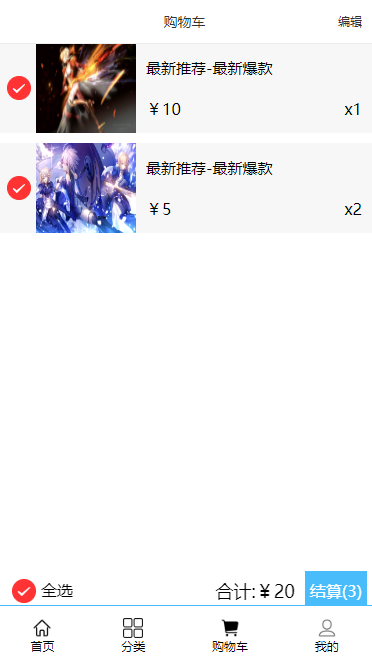 购物车 编辑
最新推荐-最新爆款
￥10 x1
最新推荐-最新爆款
￥5 x2
全选 合计:￥20 结算(3)
首页 分类 购物车 我的